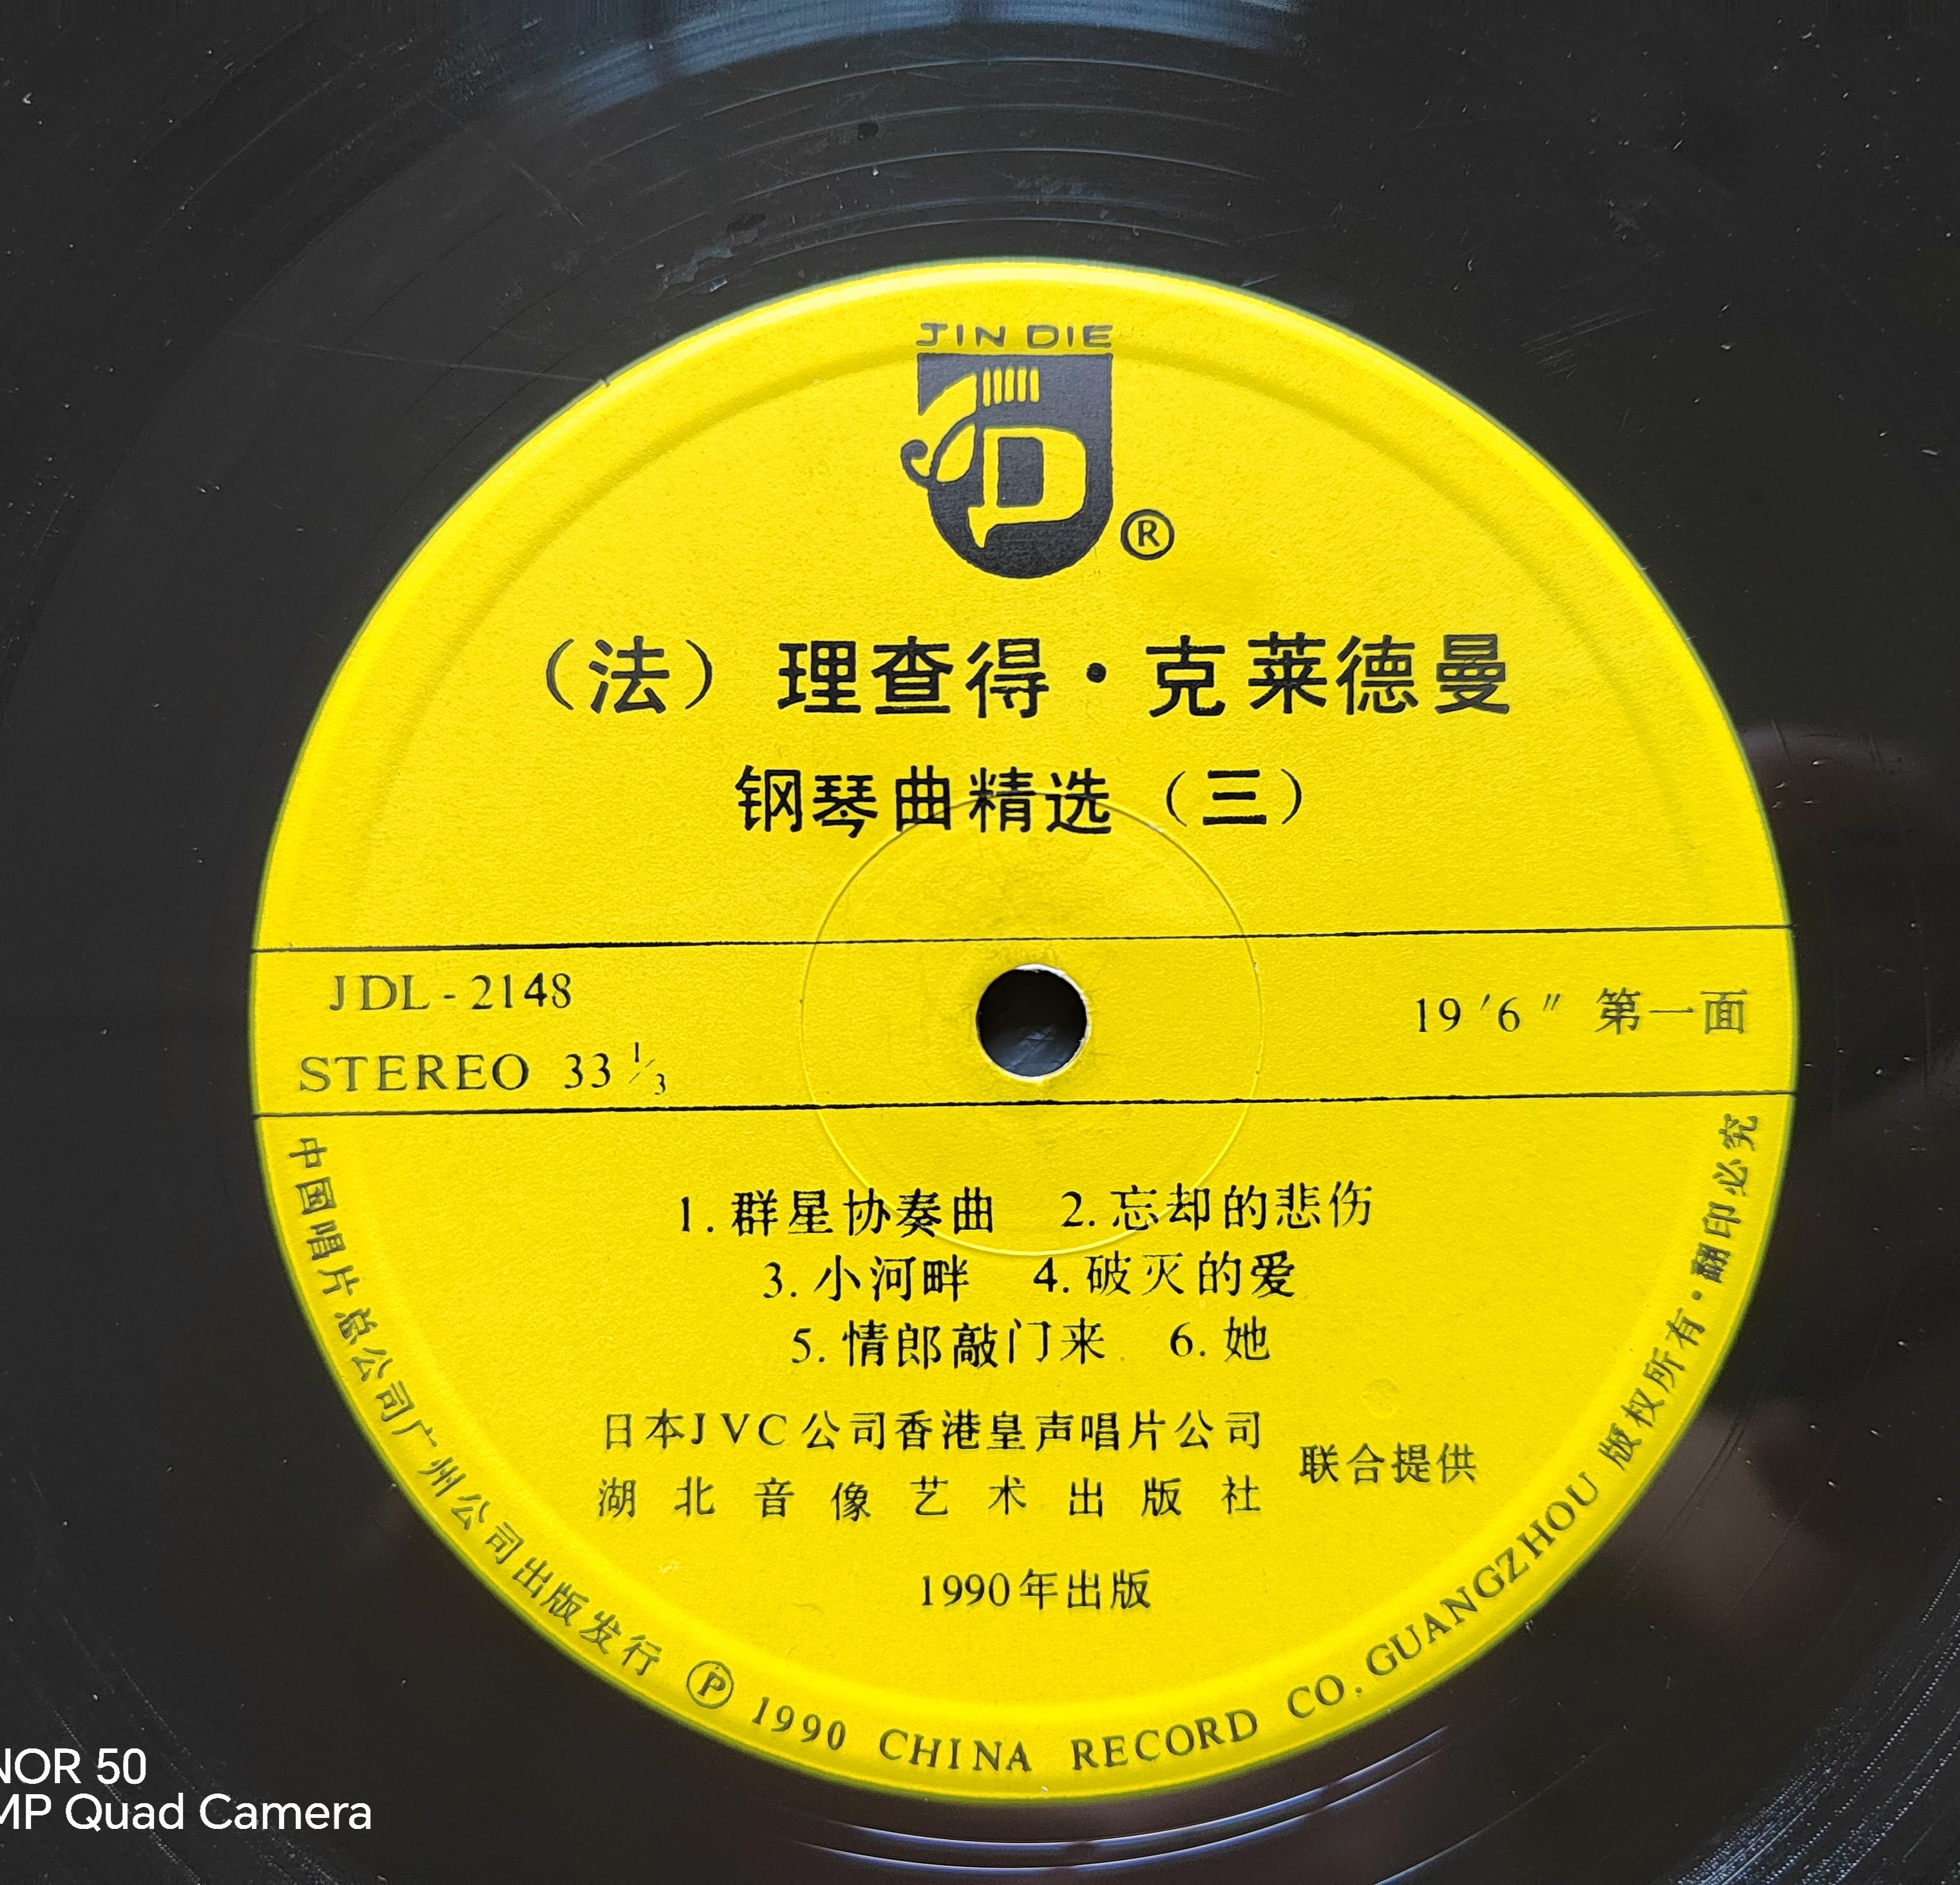 JIN DIE
JD
®
（法）理查得·克莱德曼
钢琴曲精选（三）
JDL-2148
STEREO 33 1/3
19′6″ 第一面
1.群星协奏曲 2.忘却的悲伤
3.小河畔 4.破灭的爱
5.情郎敲门来 6.她
日本JVC公司香港皇声唱片公司
湖北音像艺术出版社
联合提供
1990年出版
中国唱片总公司广州公司出版发行 Ⓟ 1990 CHINA RECORD CO. GUANGZHOU 版权所有·翻印必究
NOR 50
MP Quad Camera